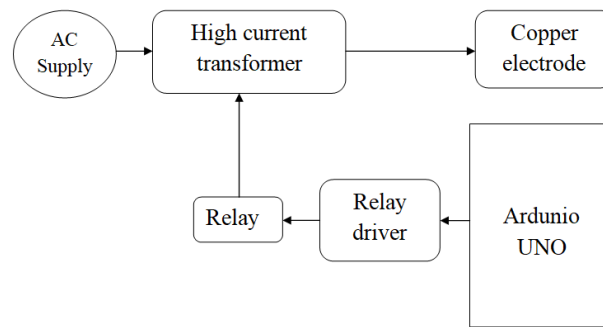 AC
Supply
High current
transformer
Copper
electrode
Relay
Relay
driver
Ardunio
UNO